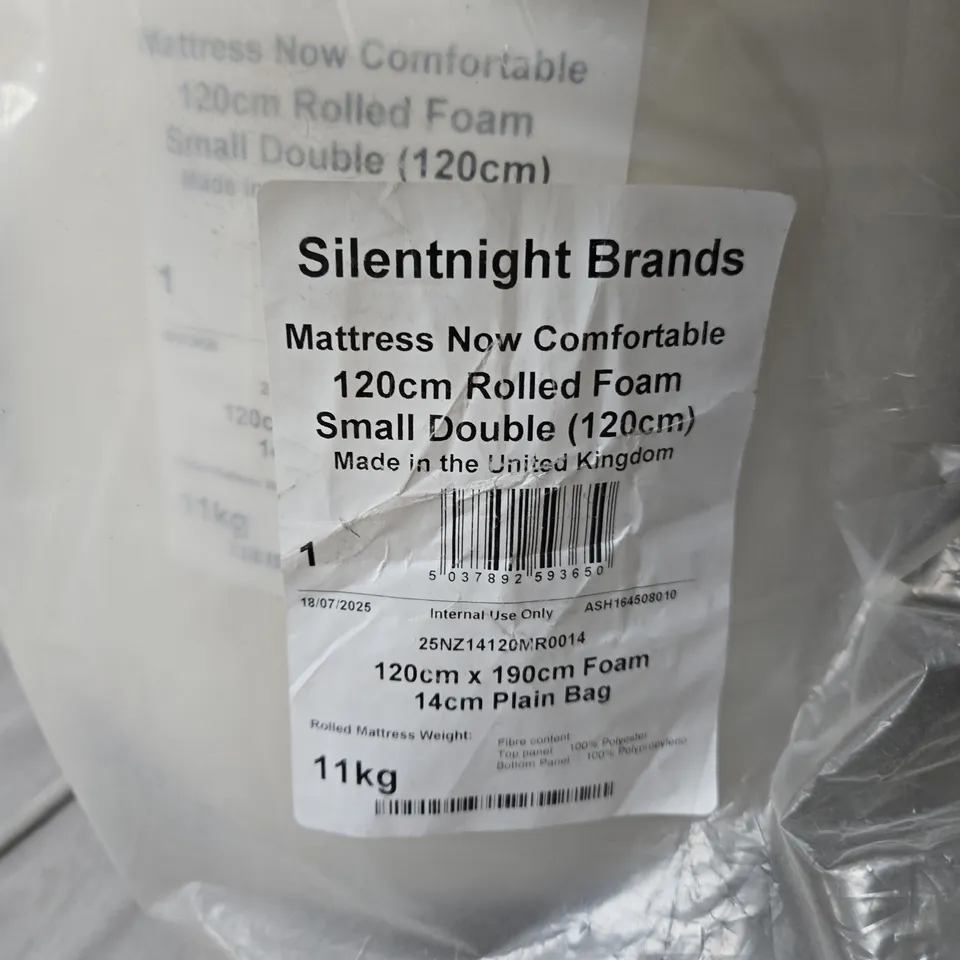 Mattress Now Comfortable
120cm Rolled Foam
Small Double (120cm)
Made in
1
120c
11kg
Silentnight Brands
Mattress Now Comfortable
120cm Rolled Foam
Small Double (120cm)
Made in the United Kingdom
1
5 037892 593650
18/07/2025 Internal Use Only ASH164508010
25NZ14120MR0014
120cm x 190cm Foam
14cm Plain Bag
Rolled Mattress Weight:
11kg
Fibre content
Top panel 100% Polyester
Bottom Panel 100% Polypropylene